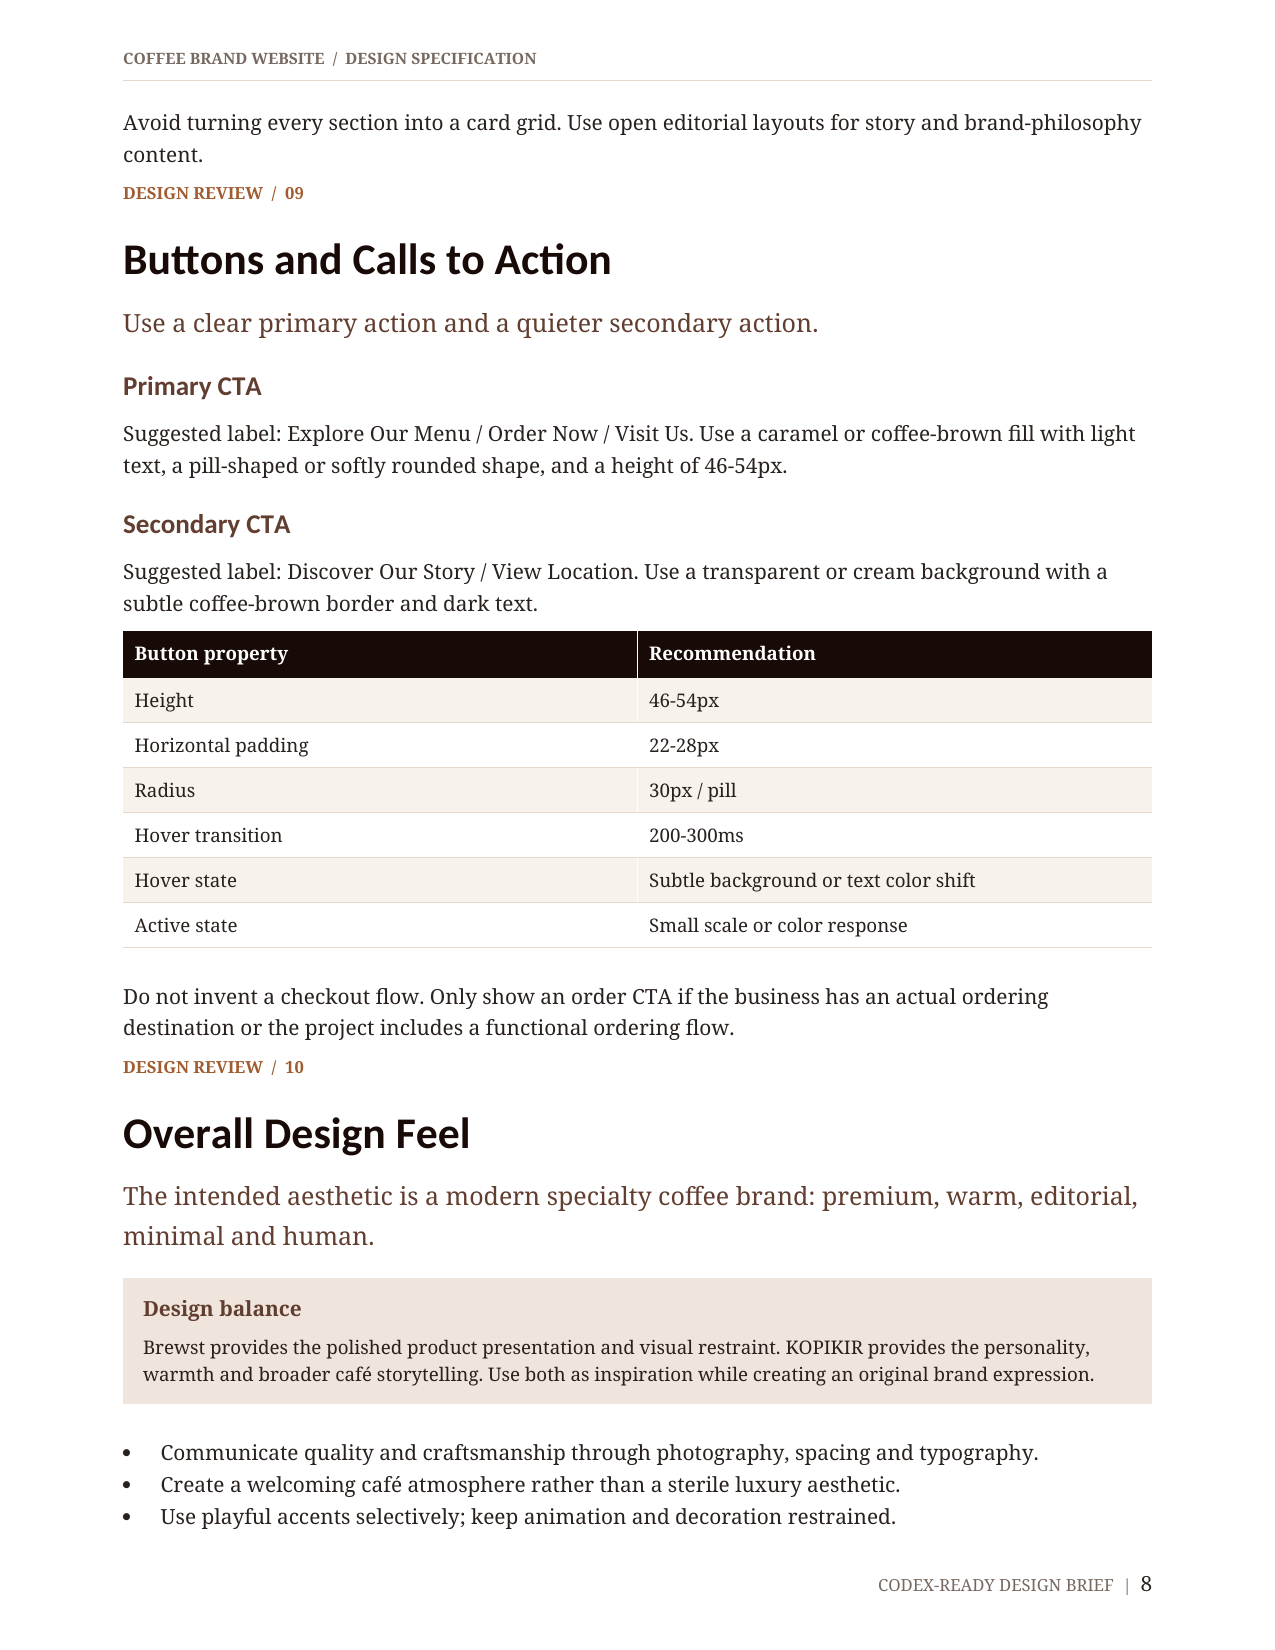 COFFEE BRAND WEBSITE / DESIGN SPECIFICATION
Avoid turning every section into a card grid. Use open editorial layouts for story and brand-philosophy
content.
DESIGN REVIEW / 09
Buttons and Calls to Action
Use a clear primary action and a quieter secondary action.
Primary CTA
Suggested label: Explore Our Menu / Order Now / Visit Us. Use a caramel or coffee-brown fill with light
text, a pill-shaped or softly rounded shape, and a height of 46-54px.
Secondary CTA
Suggested label: Discover Our Story / View Location. Use a transparent or cream background with a
subtle coffee-brown border and dark text.
Button property Recommendation
Height 46-54px
Horizontal padding 22-28px
Radius 30px / pill
Hover transition 200-300ms
Hover state Subtle background or text color shift
Active state Small scale or color response
Do not invent a checkout flow. Only show an order CTA if the business has an actual ordering
destination or the project includes a functional ordering flow.
DESIGN REVIEW / 10
Overall Design Feel
The intended aesthetic is a modern specialty coffee brand: premium, warm, editorial,
minimal and human.
Design balance
Brewst provides the polished product presentation and visual restraint. KOPIKIR provides the personality,
warmth and broader café storytelling. Use both as inspiration while creating an original brand expression.
• Communicate quality and craftsmanship through photography, spacing and typography.
• Create a welcoming café atmosphere rather than a sterile luxury aesthetic.
• Use playful accents selectively; keep animation and decoration restrained.
CODEX-READY DESIGN BRIEF | 8